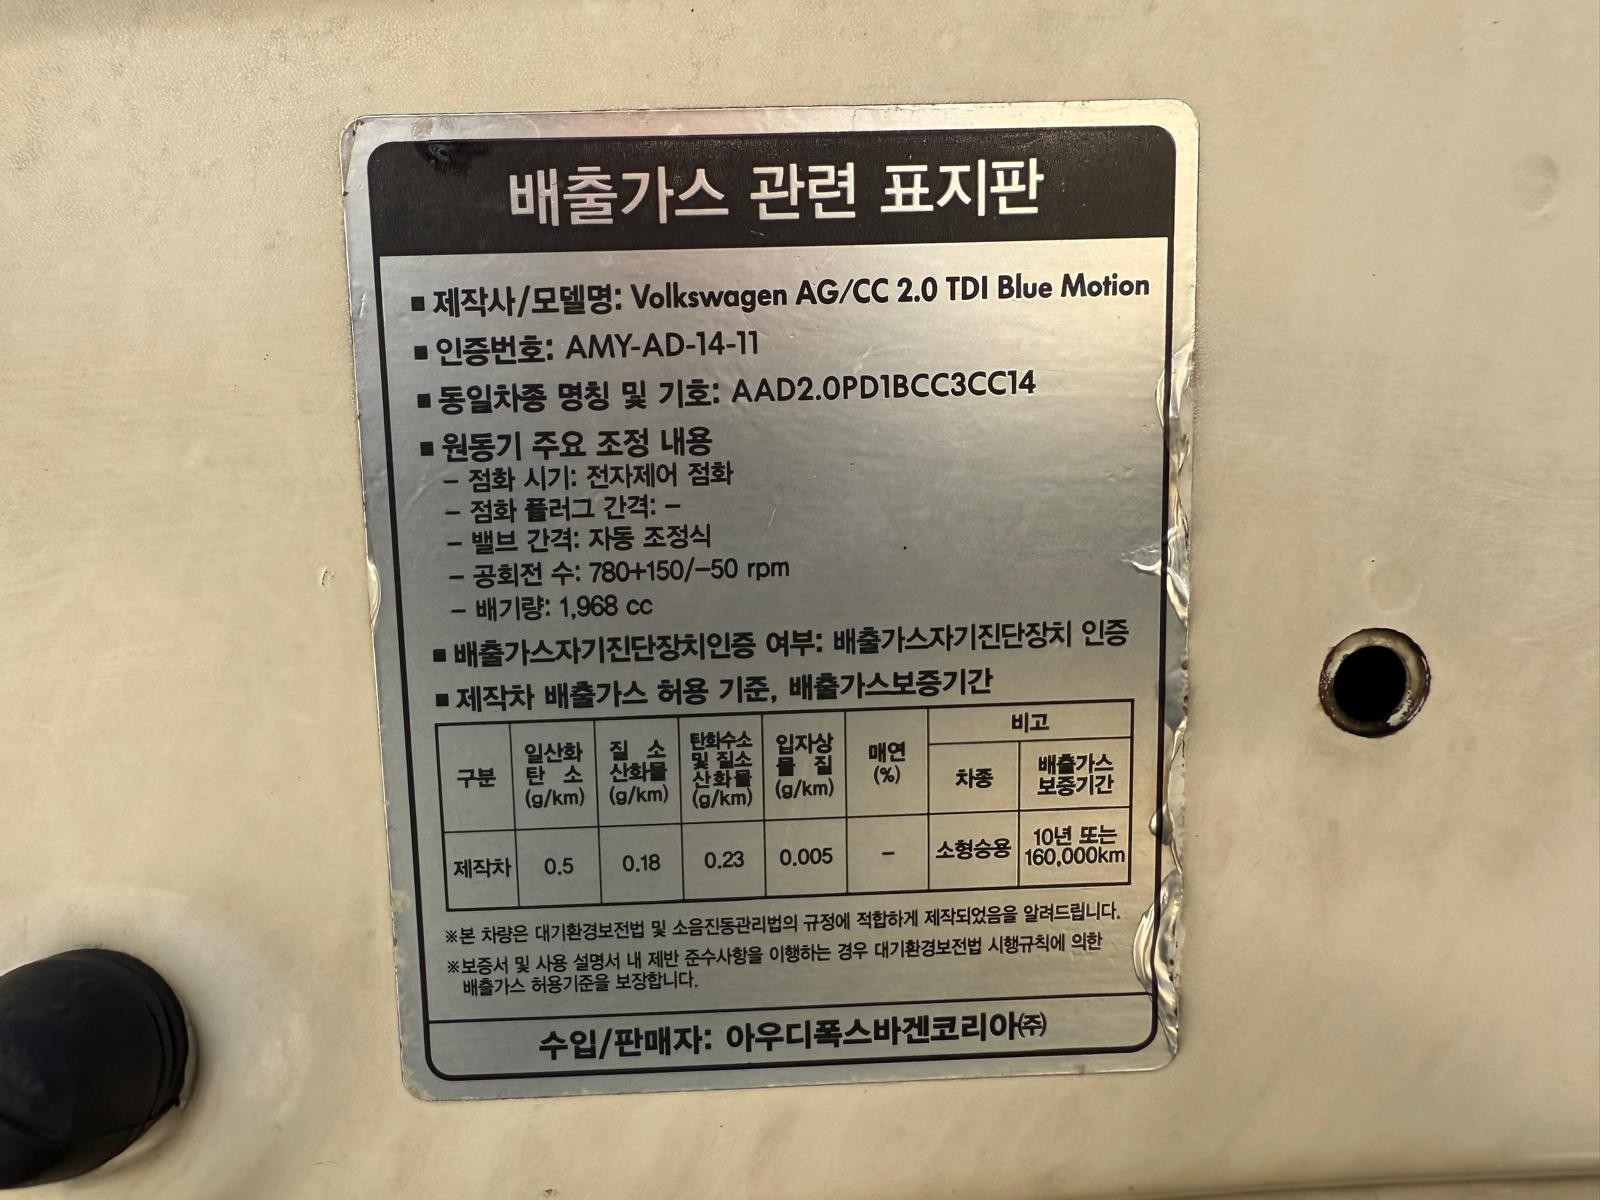 배출가스 관련 표지판
■ 제작사/모델명: Volkswagen AG/CC 2.0 TDI Blue Motion
■ 인증번호: AMY-AD-14-11
■ 동일차종 명칭 및 기호: AAD2.0PD1BCC3CC14
■ 원동기 주요 조정 내용
– 점화 시기: 전자제어 점화
– 점화 플러그 간격: –
– 밸브 간격: 자동 조정식
– 공회전 수: 780+150/–50 rpm
– 배기량: 1,968 cc
■ 배출가스자기진단장치인증 여부: 배출가스자기진단장치 인증
■ 제작차 배출가스 허용 기준, 배출가스보증기간
구분 일산화 탄 소 (g/km) 질 소 산화물 (g/km) 탄화수소 및 질소 산화물 (g/km) 입자상 물 질 (g/km) 매연 (%) 비고
차종 배출가스 보증기간
제작차 0.5 0.18 0.23 0.005 – 소형승용 10년 또는 160,000km
※본 차량은 대기환경보전법 및 소음진동관리법의 규정에 적합하게 제작되었음을 알려드립니다.
※보증서 및 사용 설명서 내 제반 준수사항을 이행하는 경우 대기환경보전법 시행규칙에 의한
배출가스 허용기준을 보장합니다.
수입/판매자: 아우디폭스바겐코리아㈜